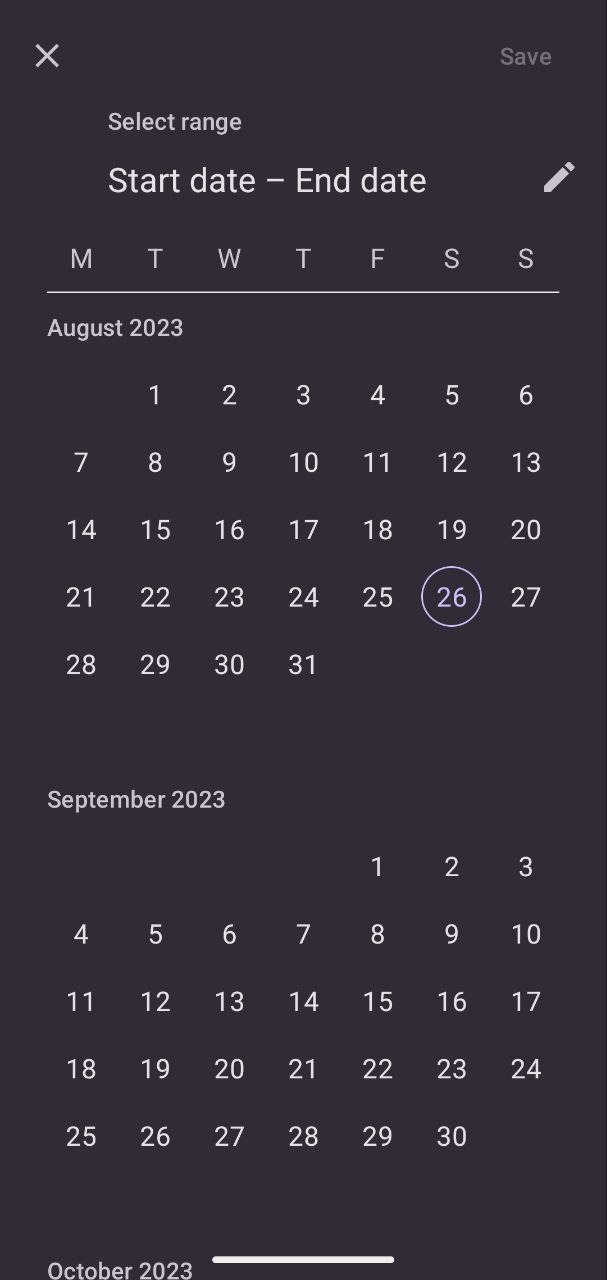 Save
Select range
Start date – End date
M T W T F S S
August 2023
1 2 3 4 5 6
7 8 9 10 11 12 13
14 15 16 17 18 19 20
21 22 23 24 25 26 27
28 29 30 31
September 2023
1 2 3
4 5 6 7 8 9 10
11 12 13 14 15 16 17
18 19 20 21 22 23 24
25 26 27 28 29 30
October 2023